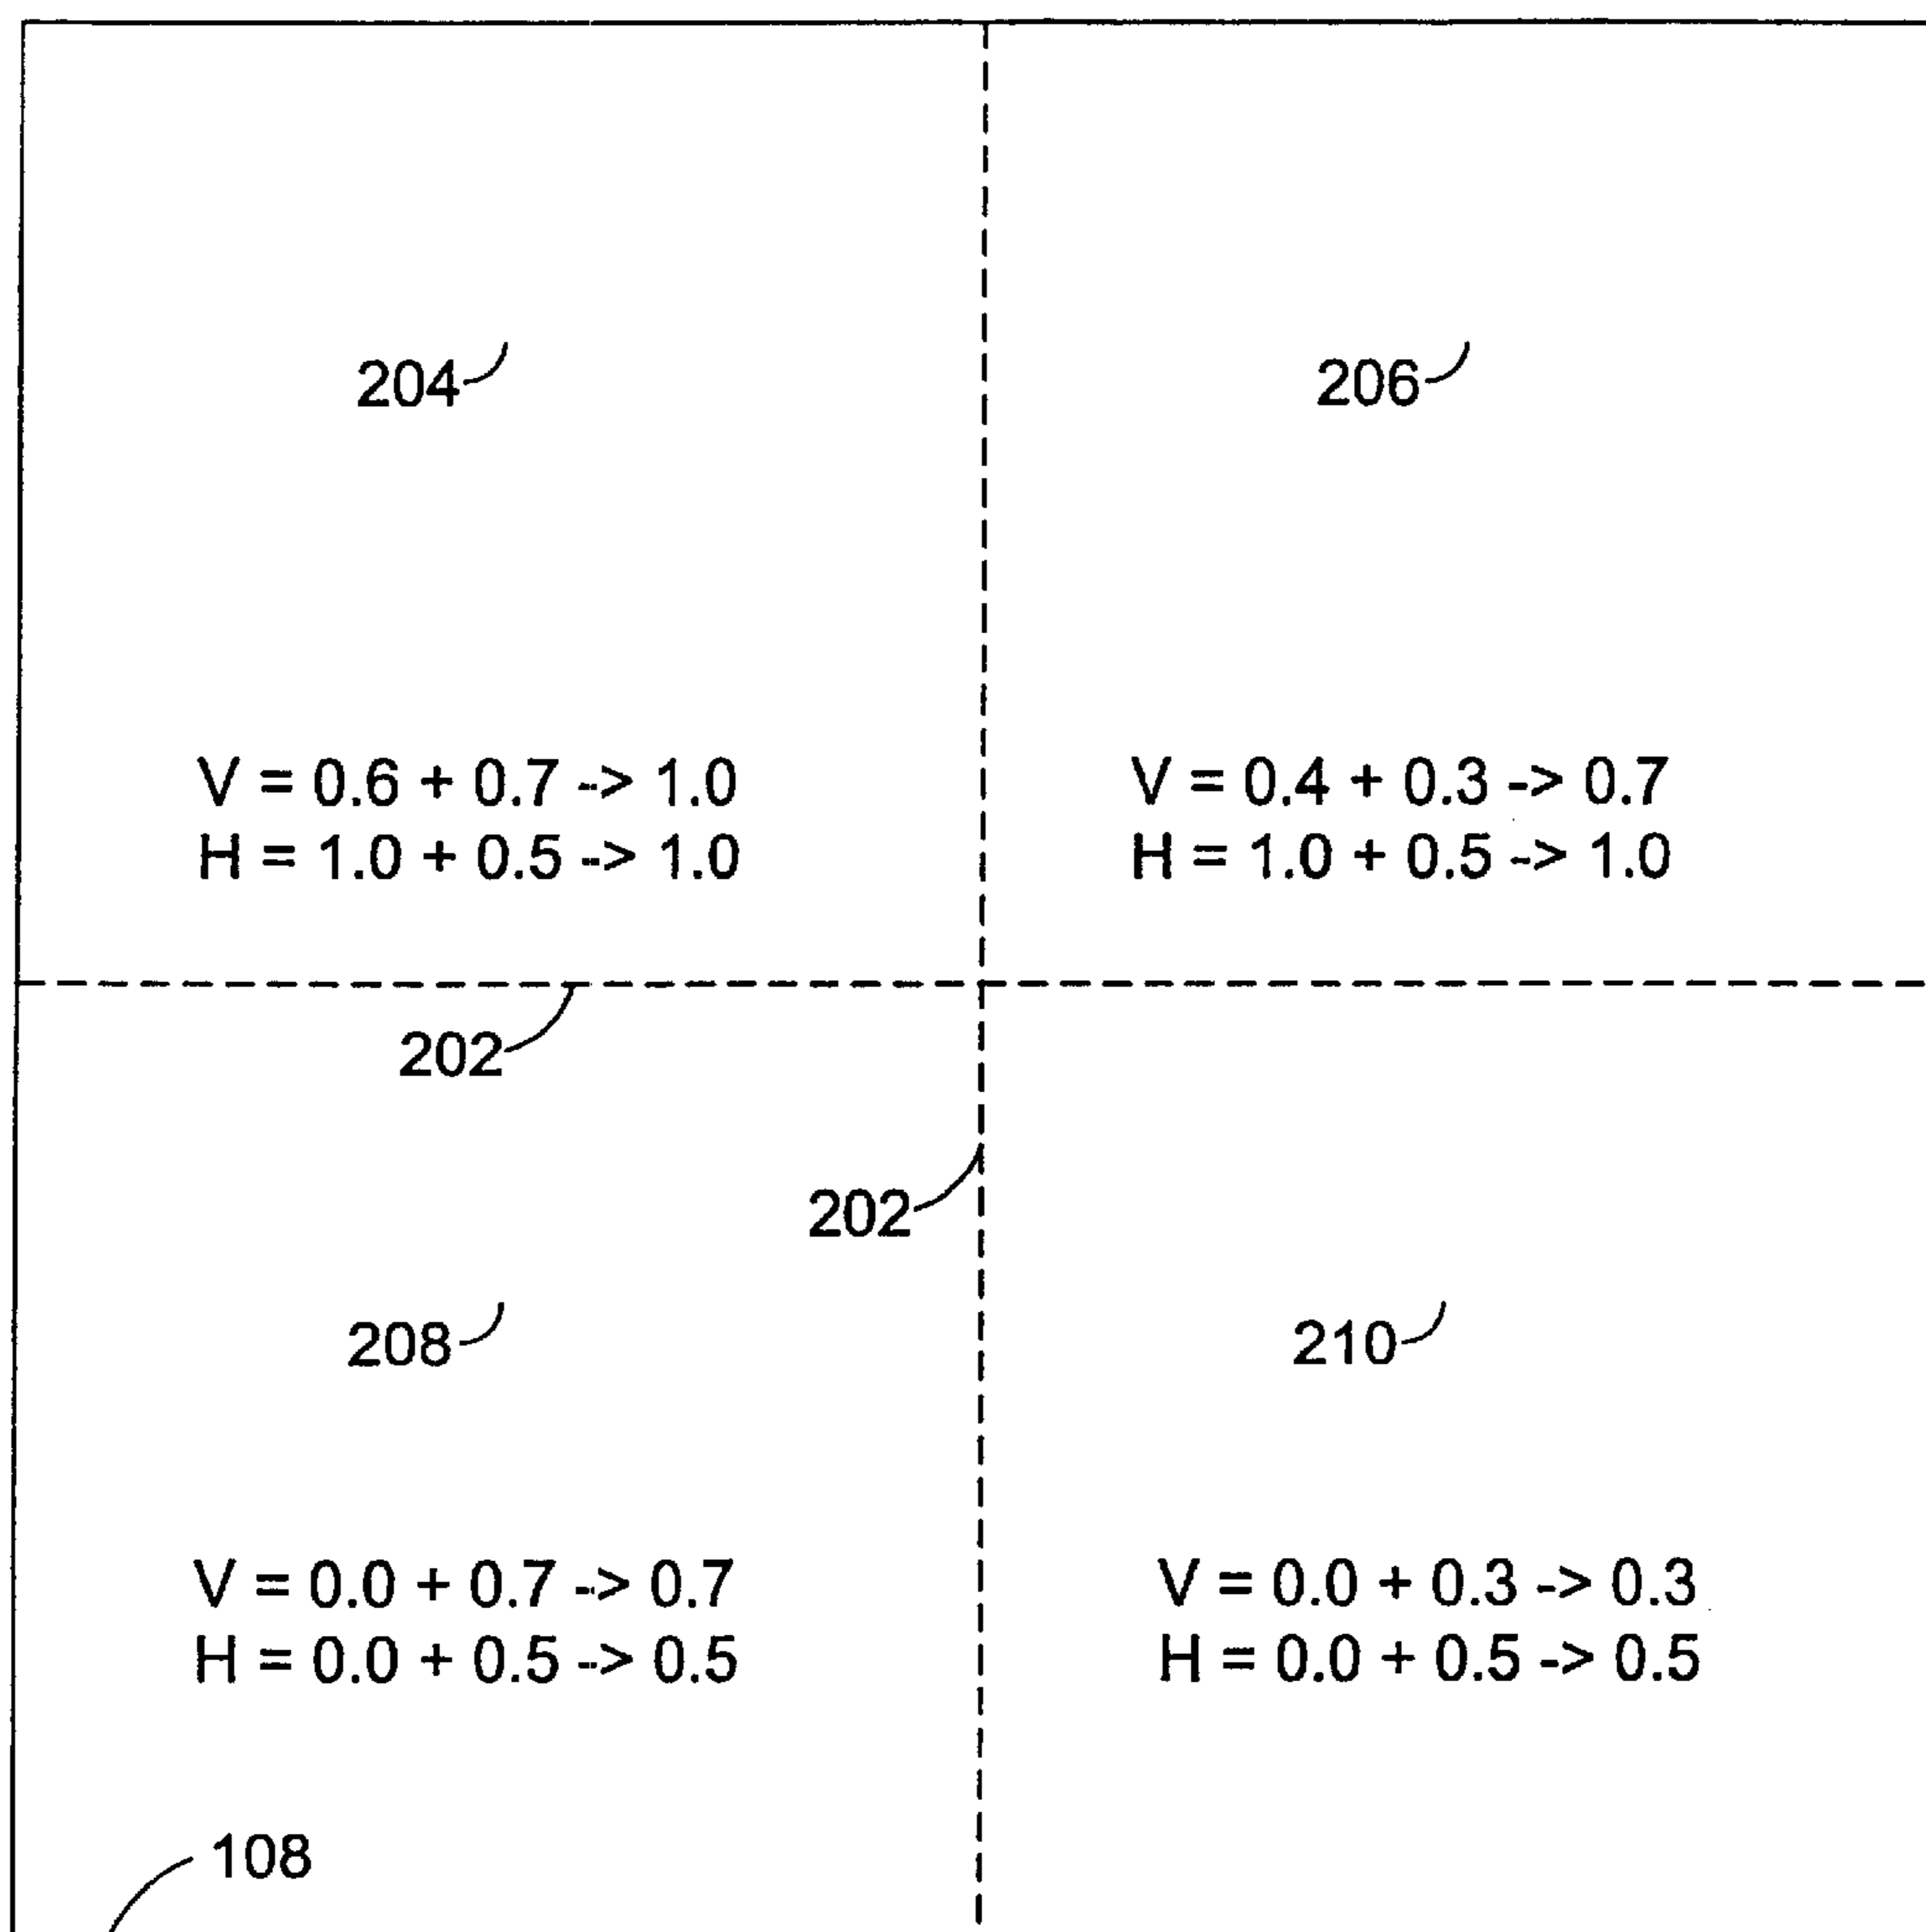 204
206
V = 0.6 + 0.7 -> 1.0
H = 1.0 + 0.5 -> 1.0
V = 0.4 + 0.3 -> 0.7
H = 1.0 + 0.5 -> 1.0
202
202
208
210
V = 0.0 + 0.7 -> 0.7
H = 0.0 + 0.5 -> 0.5
V = 0.0 + 0.3 -> 0.3
H = 0.0 + 0.5 -> 0.5
108